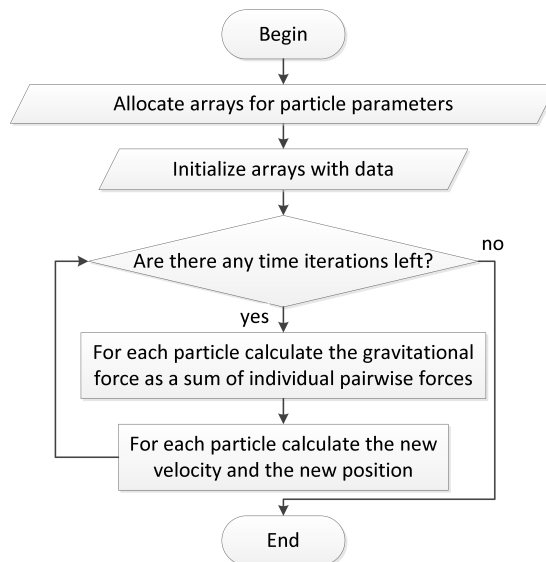 Begin
Allocate arrays for particle parameters
Initialize arrays with data
Are there any time iterations left?
no
yes
For each particle calculate the gravitational
force as a sum of individual pairwise forces
For each particle calculate the new
velocity and the new position
End